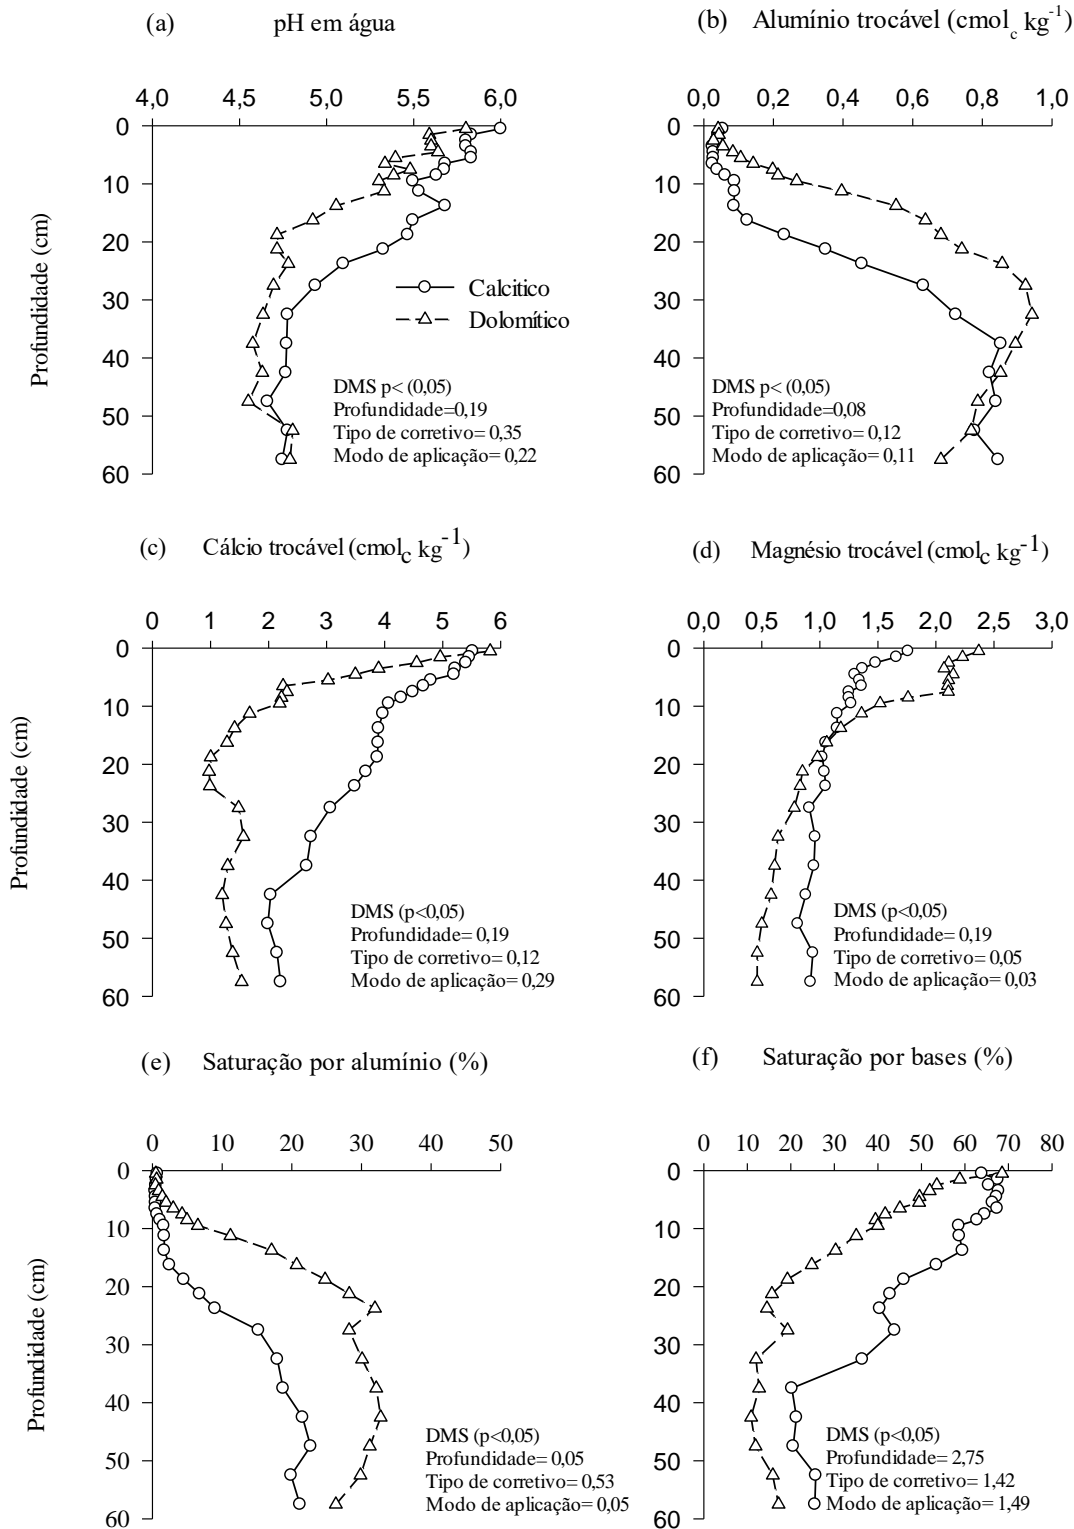 (a) pH em água
(b) Alumínio trocável (cmolc kg-1)
4,0 4,5 5,0 5,5 6,0
0,0 0,2 0,4 0,6 0,8 1,0
0
10
20
30
40
50
60
Profundidade (cm)
Calcitico
Dolomítico
DMS p< (0,05)
Profundidade=0,19
Tipo de corretivo= 0,35
Modo de aplicação= 0,22
0
10
20
30
40
50
60
DMS p< (0,05)
Profundidade=0,08
Tipo de corretivo= 0,12
Modo de aplicação= 0,11
(c) Cálcio trocável (cmolc kg-1)
(d) Magnésio trocável (cmolc kg-1)
0 1 2 3 4 5 6
0,0 0,5 1,0 1,5 2,0 2,5 3,0
0
10
20
30
40
50
60
Profundidade (cm)
DMS (p<0,05)
Profundidade= 0,19
Tipo de corretivo= 0,12
Modo de aplicação= 0,29
0
10
20
30
40
50
60
DMS (p<0,05)
Profundidade= 0,19
Tipo de corretivo= 0,05
Modo de aplicação= 0,03
(e) Saturação por alumínio (%)
(f) Saturação por bases (%)
0 10 20 30 40 50
0 10 20 30 40 50 60 70 80
0
10
20
30
40
50
60
Profundidade (cm)
DMS (p<0,05)
Profundidade= 0,05
Tipo de corretivo= 0,53
Modo de aplicação= 0,05
0
10
20
30
40
50
60
DMS (p<0,05)
Profundidade= 2,75
Tipo de corretivo= 1,42
Modo de aplicação= 1,49